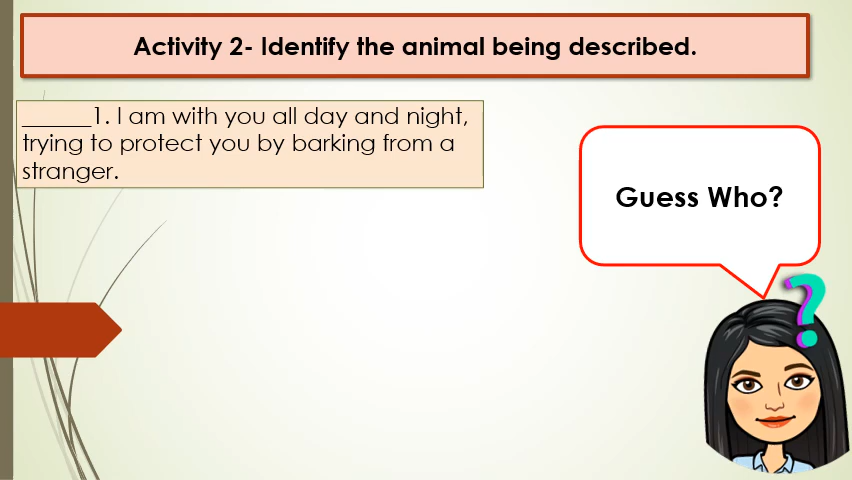 Activity 2- Identify the animal being described.
______1. I am with you all day and night,
trying to protect you by barking from a
stranger.
Guess Who?
?